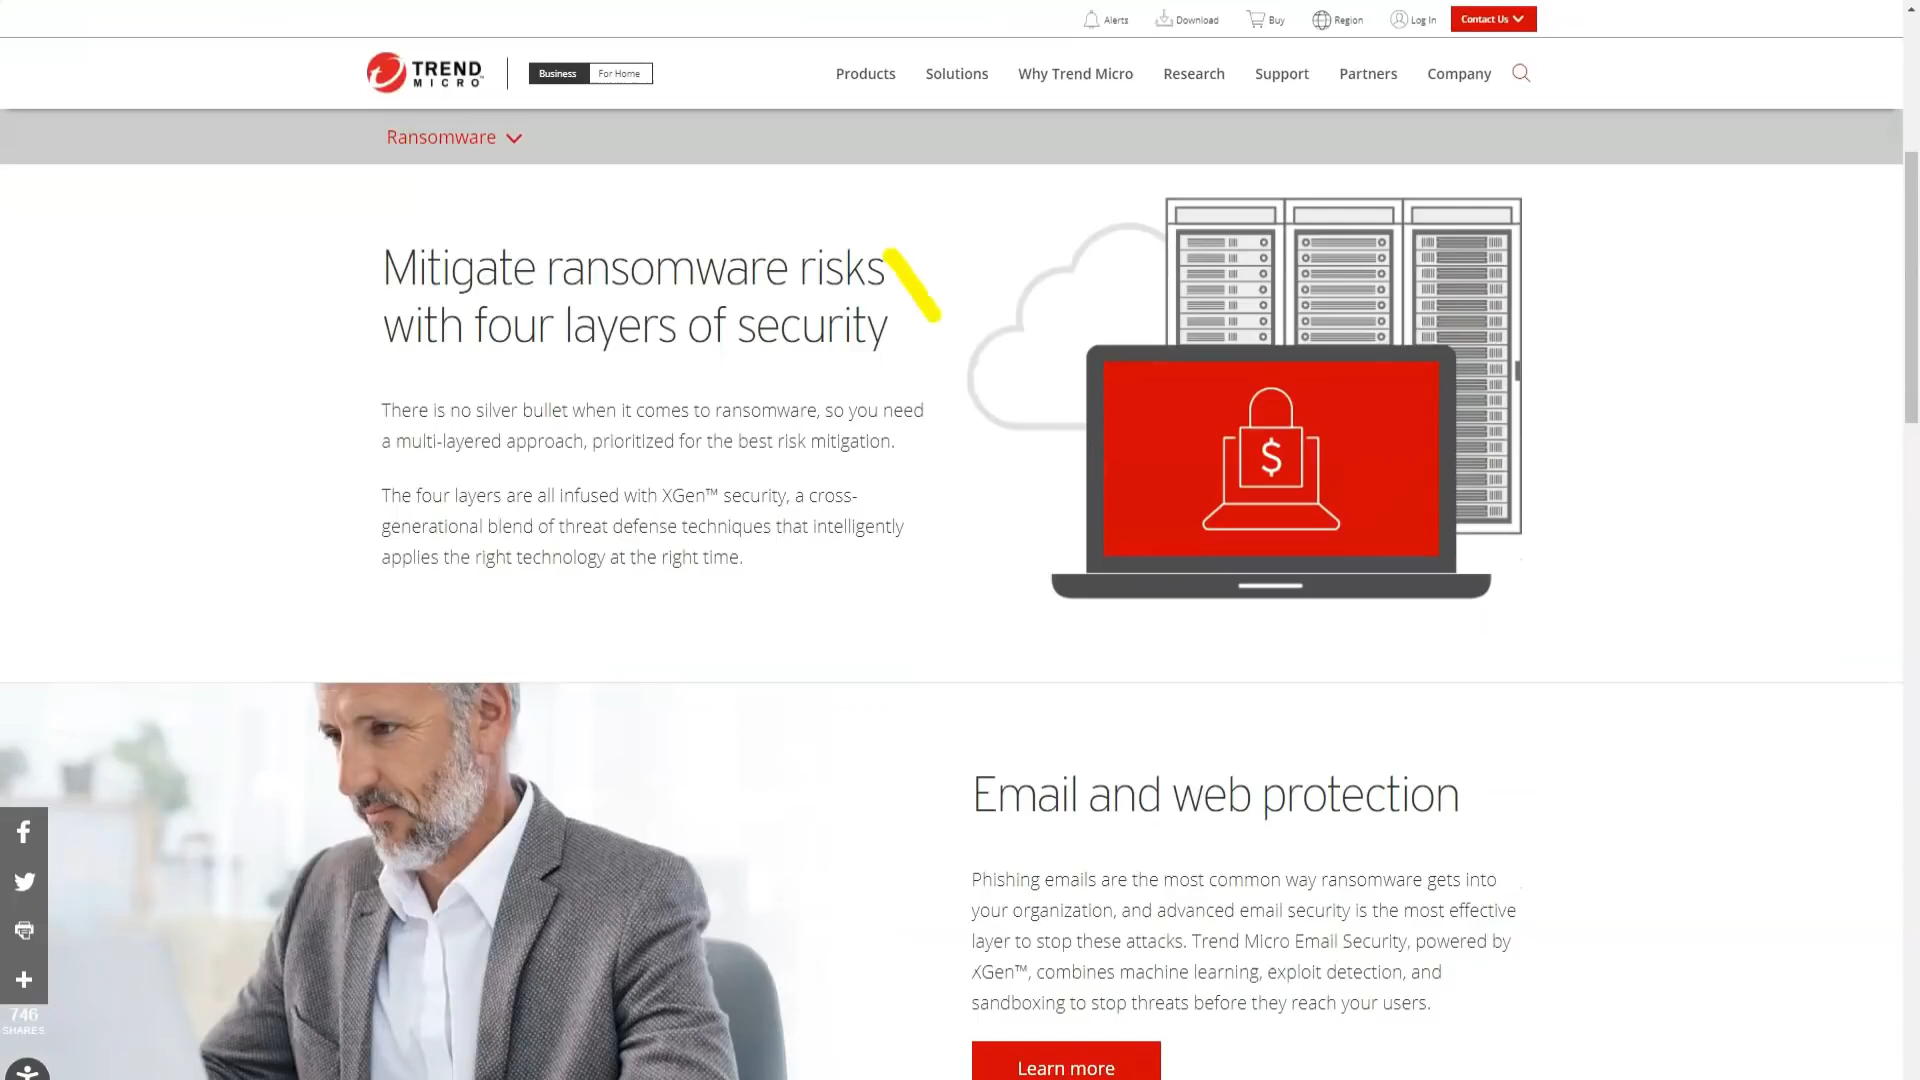 Alerts
Download
Buy
Region
Log In
Contact Us
TREND
MICRO
Business
For Home
Products
Solutions
Why Trend Micro
Research
Support
Partners
Company
Ransomware
Mitigate ransomware risks
with four layers of security
There is no silver bullet when it comes to ransomware, so you need
a multi-layered approach, prioritized for the best risk mitigation.
The four layers are all infused with XGen™ security, a cross-
generational blend of threat defense techniques that intelligently
applies the right technology at the right time.
$
Email and web protection
Phishing emails are the most common way ransomware gets into
your organization, and advanced email security is the most effective
layer to stop these attacks. Trend Micro Email Security, powered by
XGen™, combines machine learning, exploit detection, and
sandboxing to stop threats before they reach your users.
Learn more
746
SHARES